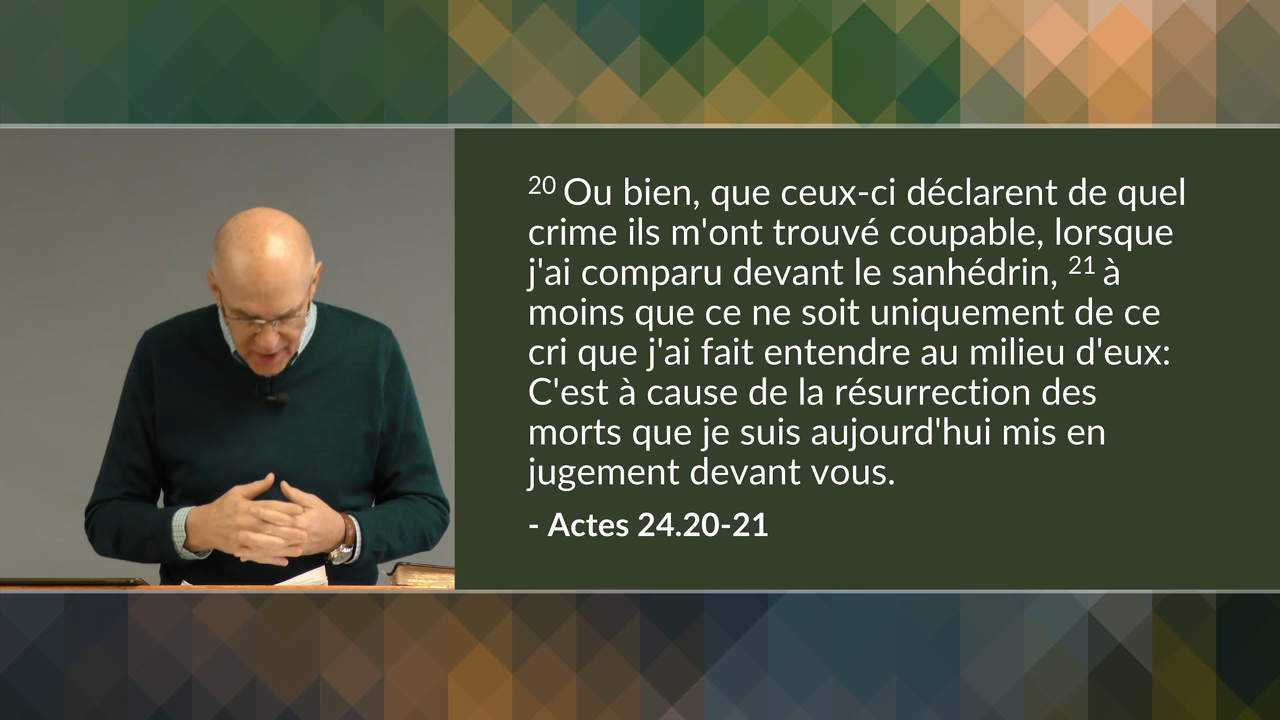 20 Ou bien, que ceux-ci déclarent de quel
crime ils m'ont trouvé coupable, lorsque
j'ai comparu devant le sanhédrin, 21 à
moins que ce ne soit uniquement de ce
cri que j'ai fait entendre au milieu d'eux:
C'est à cause de la résurrection des
morts que je suis aujourd'hui mis en
jugement devant vous.
- Actes 24.20-21